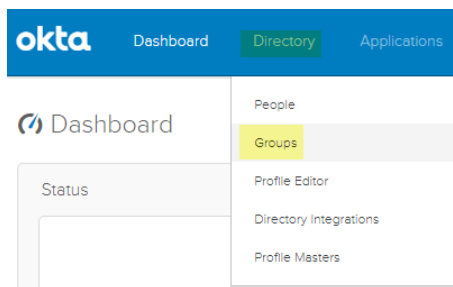 okta Dashboard Directory Applications
Dashboard
Status
People
Groups
Profile Editor
Directory Integrations
Profile Masters